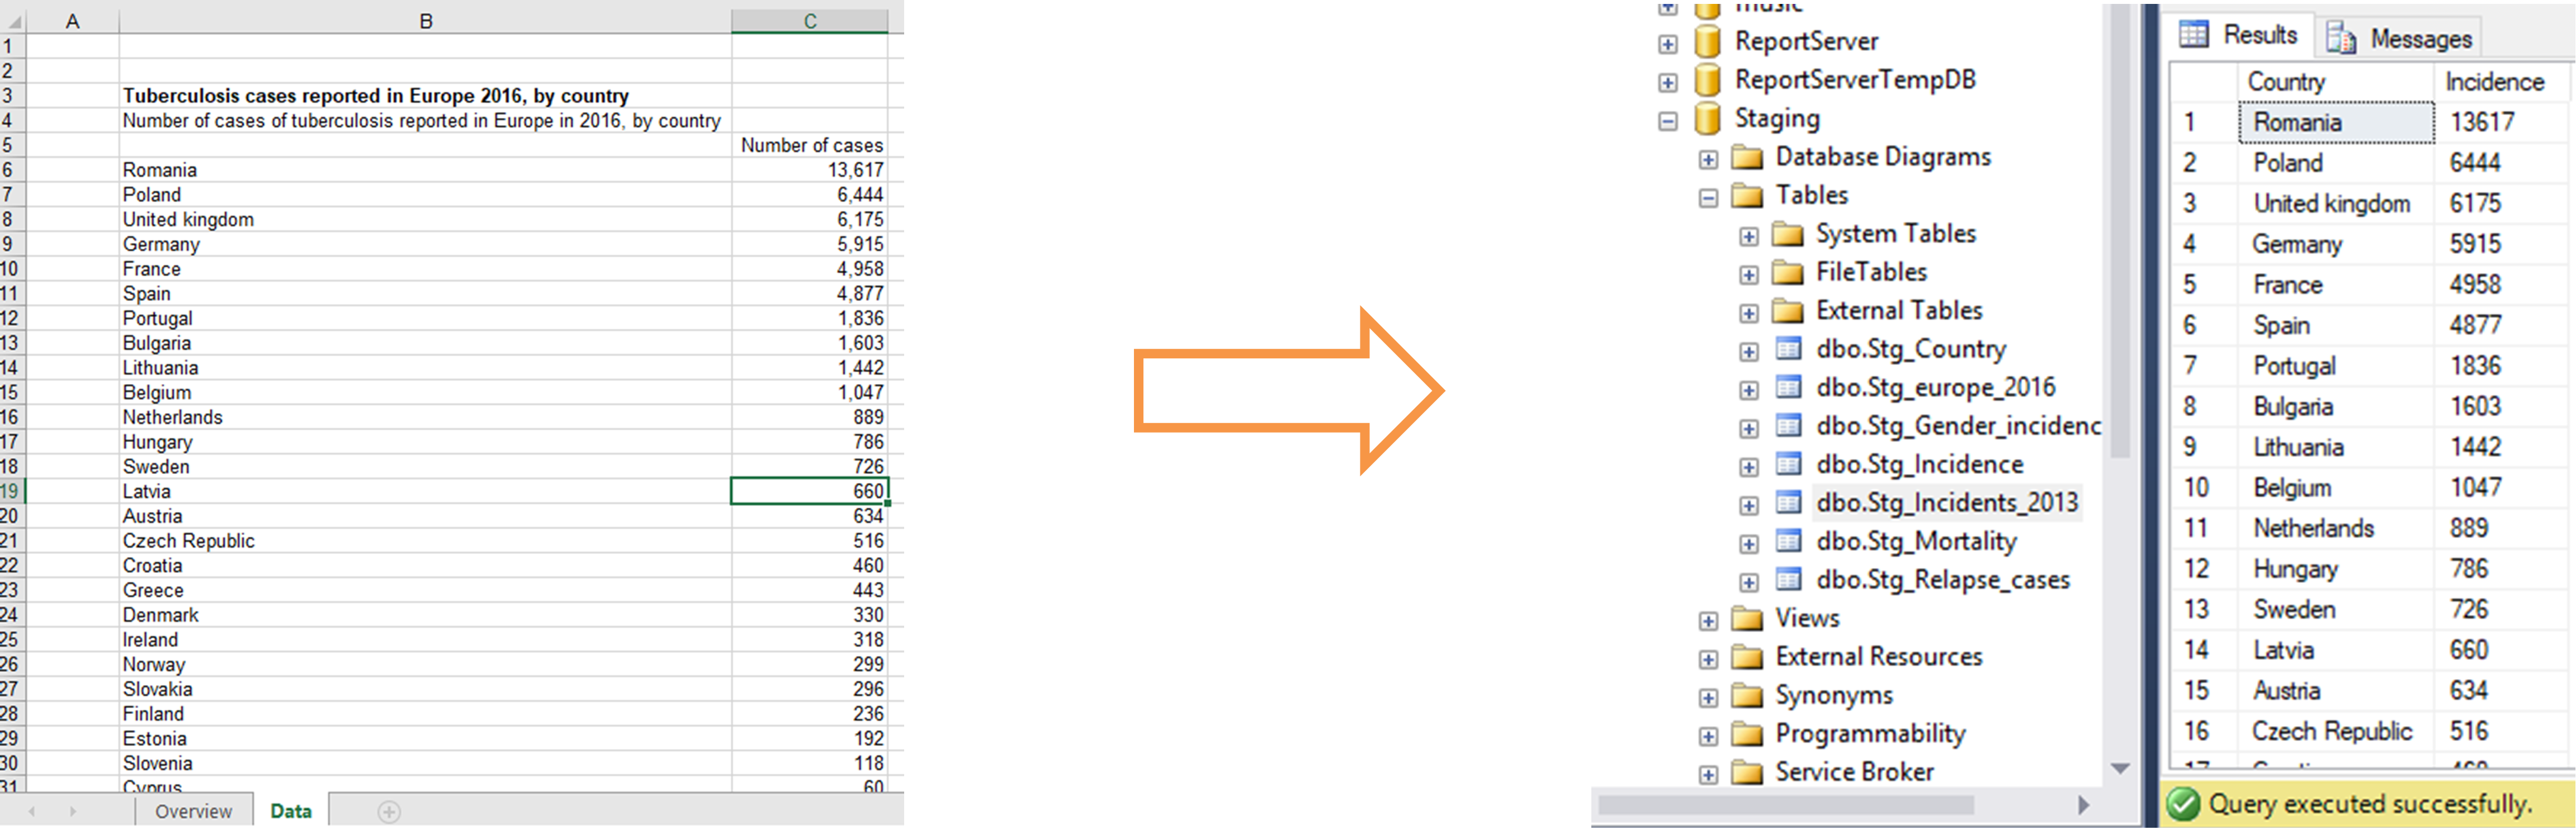 A B C
1
2
3 Tuberculosis cases reported in Europe 2016, by country
4 Number of cases of tuberculosis reported in Europe in 2016, by country
5 Number of cases
6 Romania 13,617
7 Poland 6,444
8 United kingdom 6,175
9 Germany 5,915
10 France 4,958
11 Spain 4,877
12 Portugal 1,836
13 Bulgaria 1,603
14 Lithuania 1,442
15 Belgium 1,047
16 Netherlands 889
17 Hungary 786
18 Sweden 726
19 Latvia 660
20 Austria 634
21 Czech Republic 516
22 Croatia 460
23 Greece 443
24 Denmark 330
25 Ireland 318
26 Norway 299
27 Slovakia 296
28 Finland 236
29 Estonia 192
30 Slovenia 118
31 Cyprus 60
Overview Data
music
ReportServer
ReportServerTempDB
Staging
Database Diagrams
Tables
System Tables
FileTables
External Tables
dbo.Stg_Country
dbo.Stg_europe_2016
dbo.Stg_Gender_incidenc
dbo.Stg_Incidence
dbo.Stg_Incidents_2013
dbo.Stg_Mortality
dbo.Stg_Relapse_cases
Views
External Resources
Synonyms
Programmability
Service Broker
Results Messages
Country Incidence
1 Romania 13617
2 Poland 6444
3 United kingdom 6175
4 Germany 5915
5 France 4958
6 Spain 4877
7 Portugal 1836
8 Bulgaria 1603
9 Lithuania 1442
10 Belgium 1047
11 Netherlands 889
12 Hungary 786
13 Sweden 726
14 Latvia 660
15 Austria 634
16 Czech Republic 516
Query executed successfully.